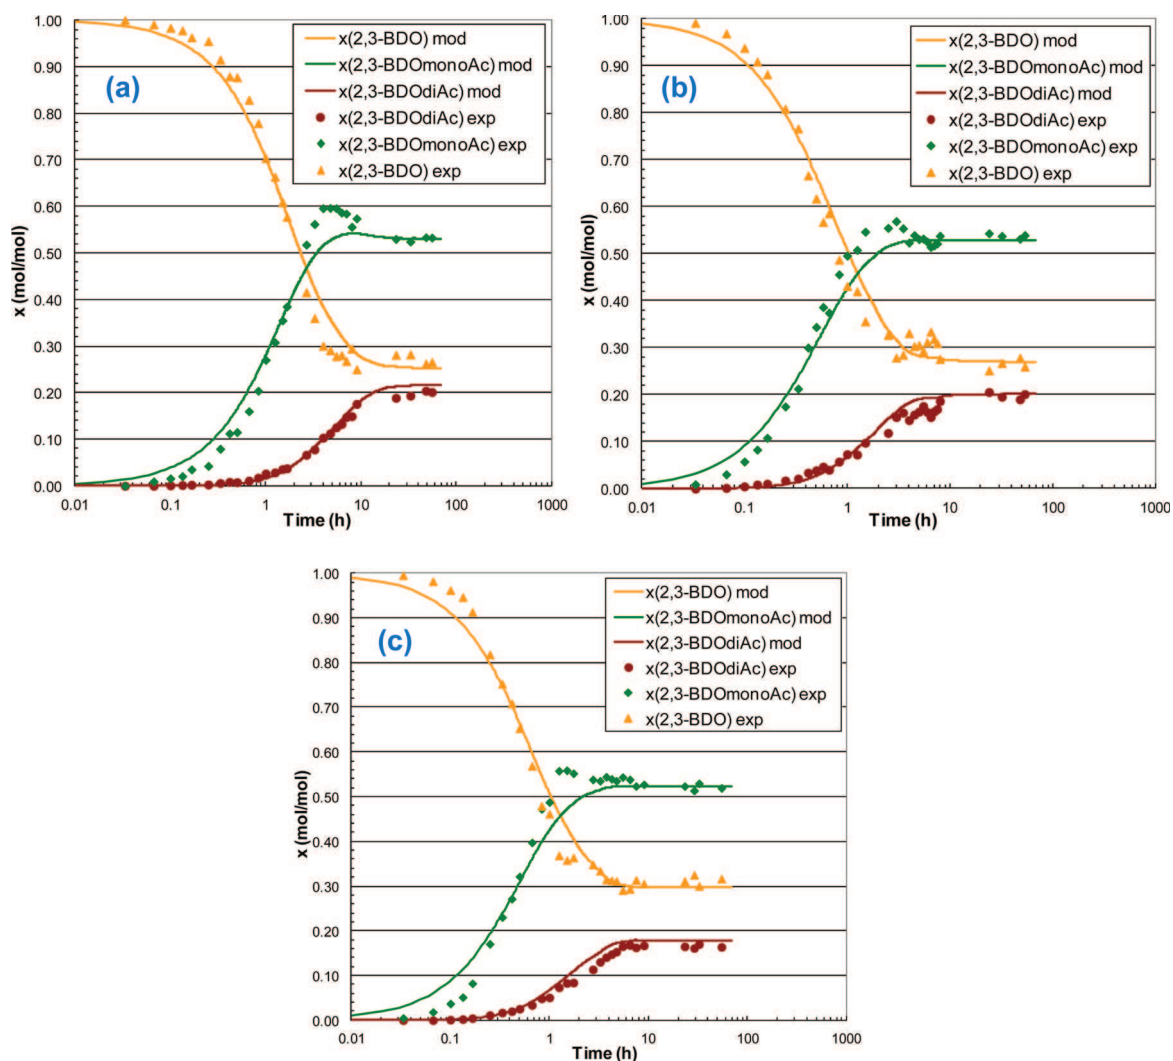 (a)
x(2,3-BDO) mod
x(2,3-BDOmonoAc) mod
x(2,3-BDOdiAc) mod
x(2,3-BDOdiAc) exp
x(2,3-BDOmonoAc) exp
x(2,3-BDO) exp
1.00
0.90
0.80
0.70
0.60
0.50
0.40
0.30
0.20
0.10
0.00
x (mol/mol)
0.01 0.1 1 10 100 1000
Time (h)
(b)
x(2,3-BDO) mod
x(2,3-BDOmonoAc) mod
x(2,3-BDOdiAc) mod
x(2,3-BDOdiAc) exp
x(2,3-BDOmonoAc) exp
x(2,3-BDO) exp
1.00
0.90
0.80
0.70
0.60
0.50
0.40
0.30
0.20
0.10
0.00
x (mol/mol)
0.01 0.1 1 10 100 1000
Time (h)
(c)
x(2,3-BDO) mod
x(2,3-BDOmonoAc) mod
x(2,3-BDOdiAc) mod
x(2,3-BDOdiAc) exp
x(2,3-BDOmonoAc) exp
x(2,3-BDO) exp
1.00
0.90
0.80
0.70
0.60
0.50
0.40
0.30
0.20
0.10
0.00
x (mol/mol)
0.01 0.1 1 10 100 1000
Time (h)